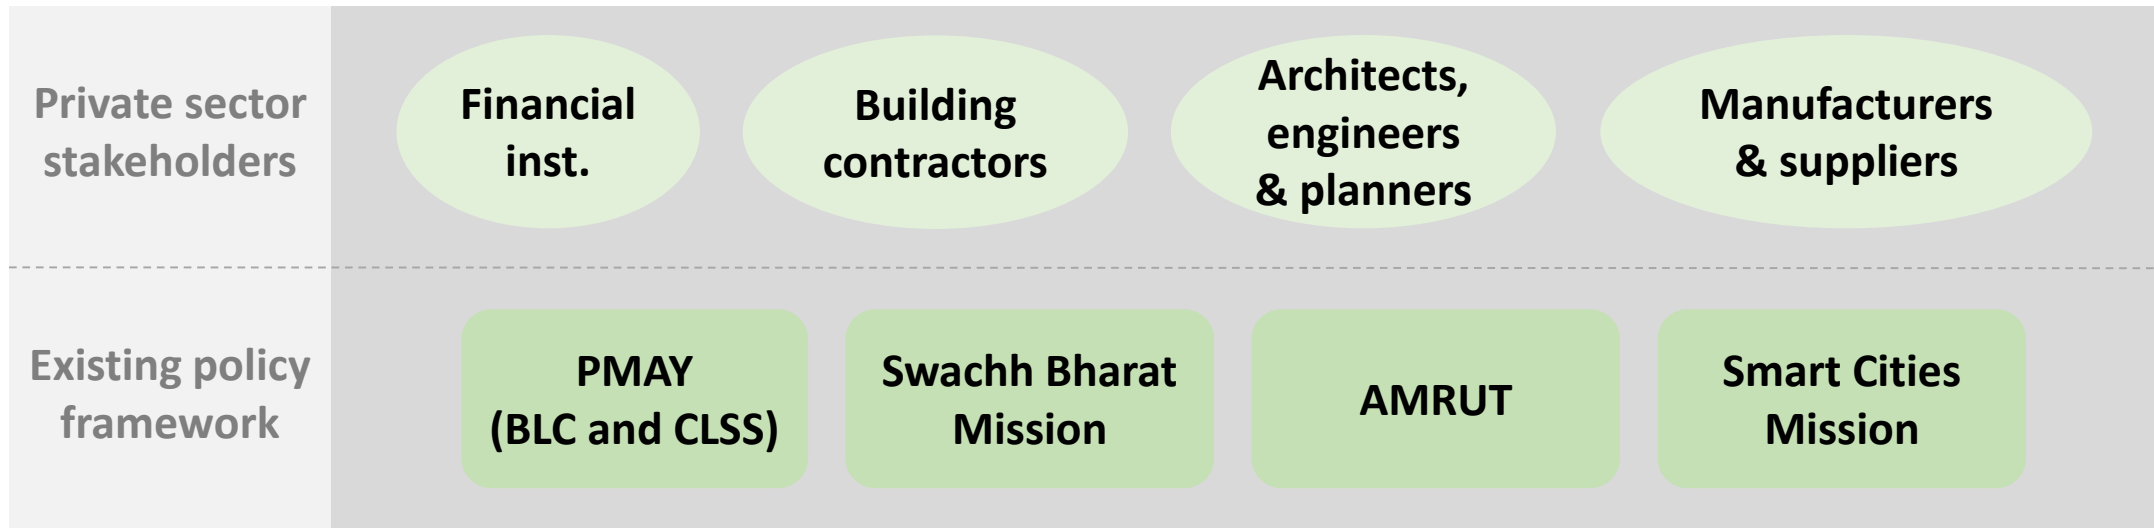 Private sector
stakeholders
Financial
inst.
Building
contractors
Architects,
engineers
& planners
Manufacturers
& suppliers
Existing policy
framework
PMAY
(BLC and CLSS)
Swachh Bharat
Mission
AMRUT
Smart Cities
Mission